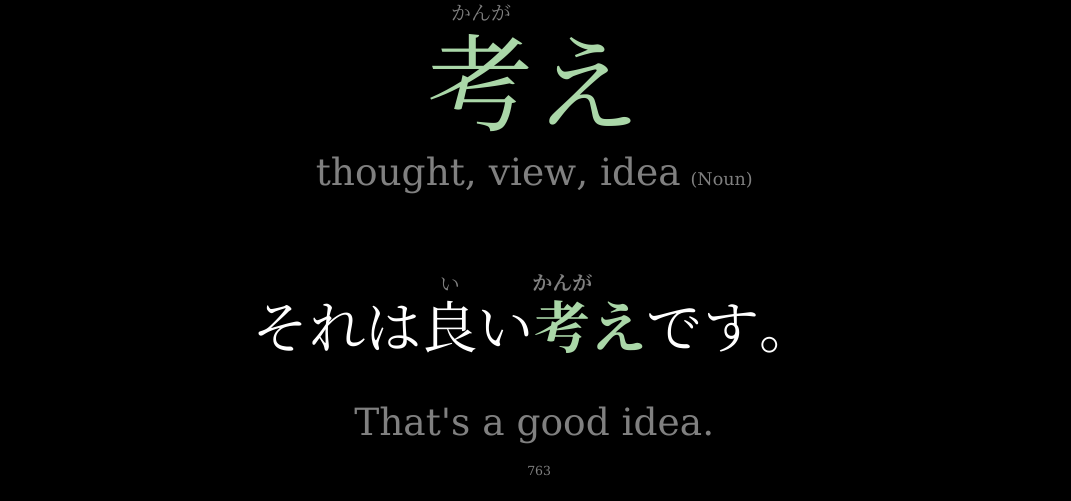 かんが
考え
thought, view, idea (Noun)
い かんが
それは良い考えです。
That's a good idea.
763